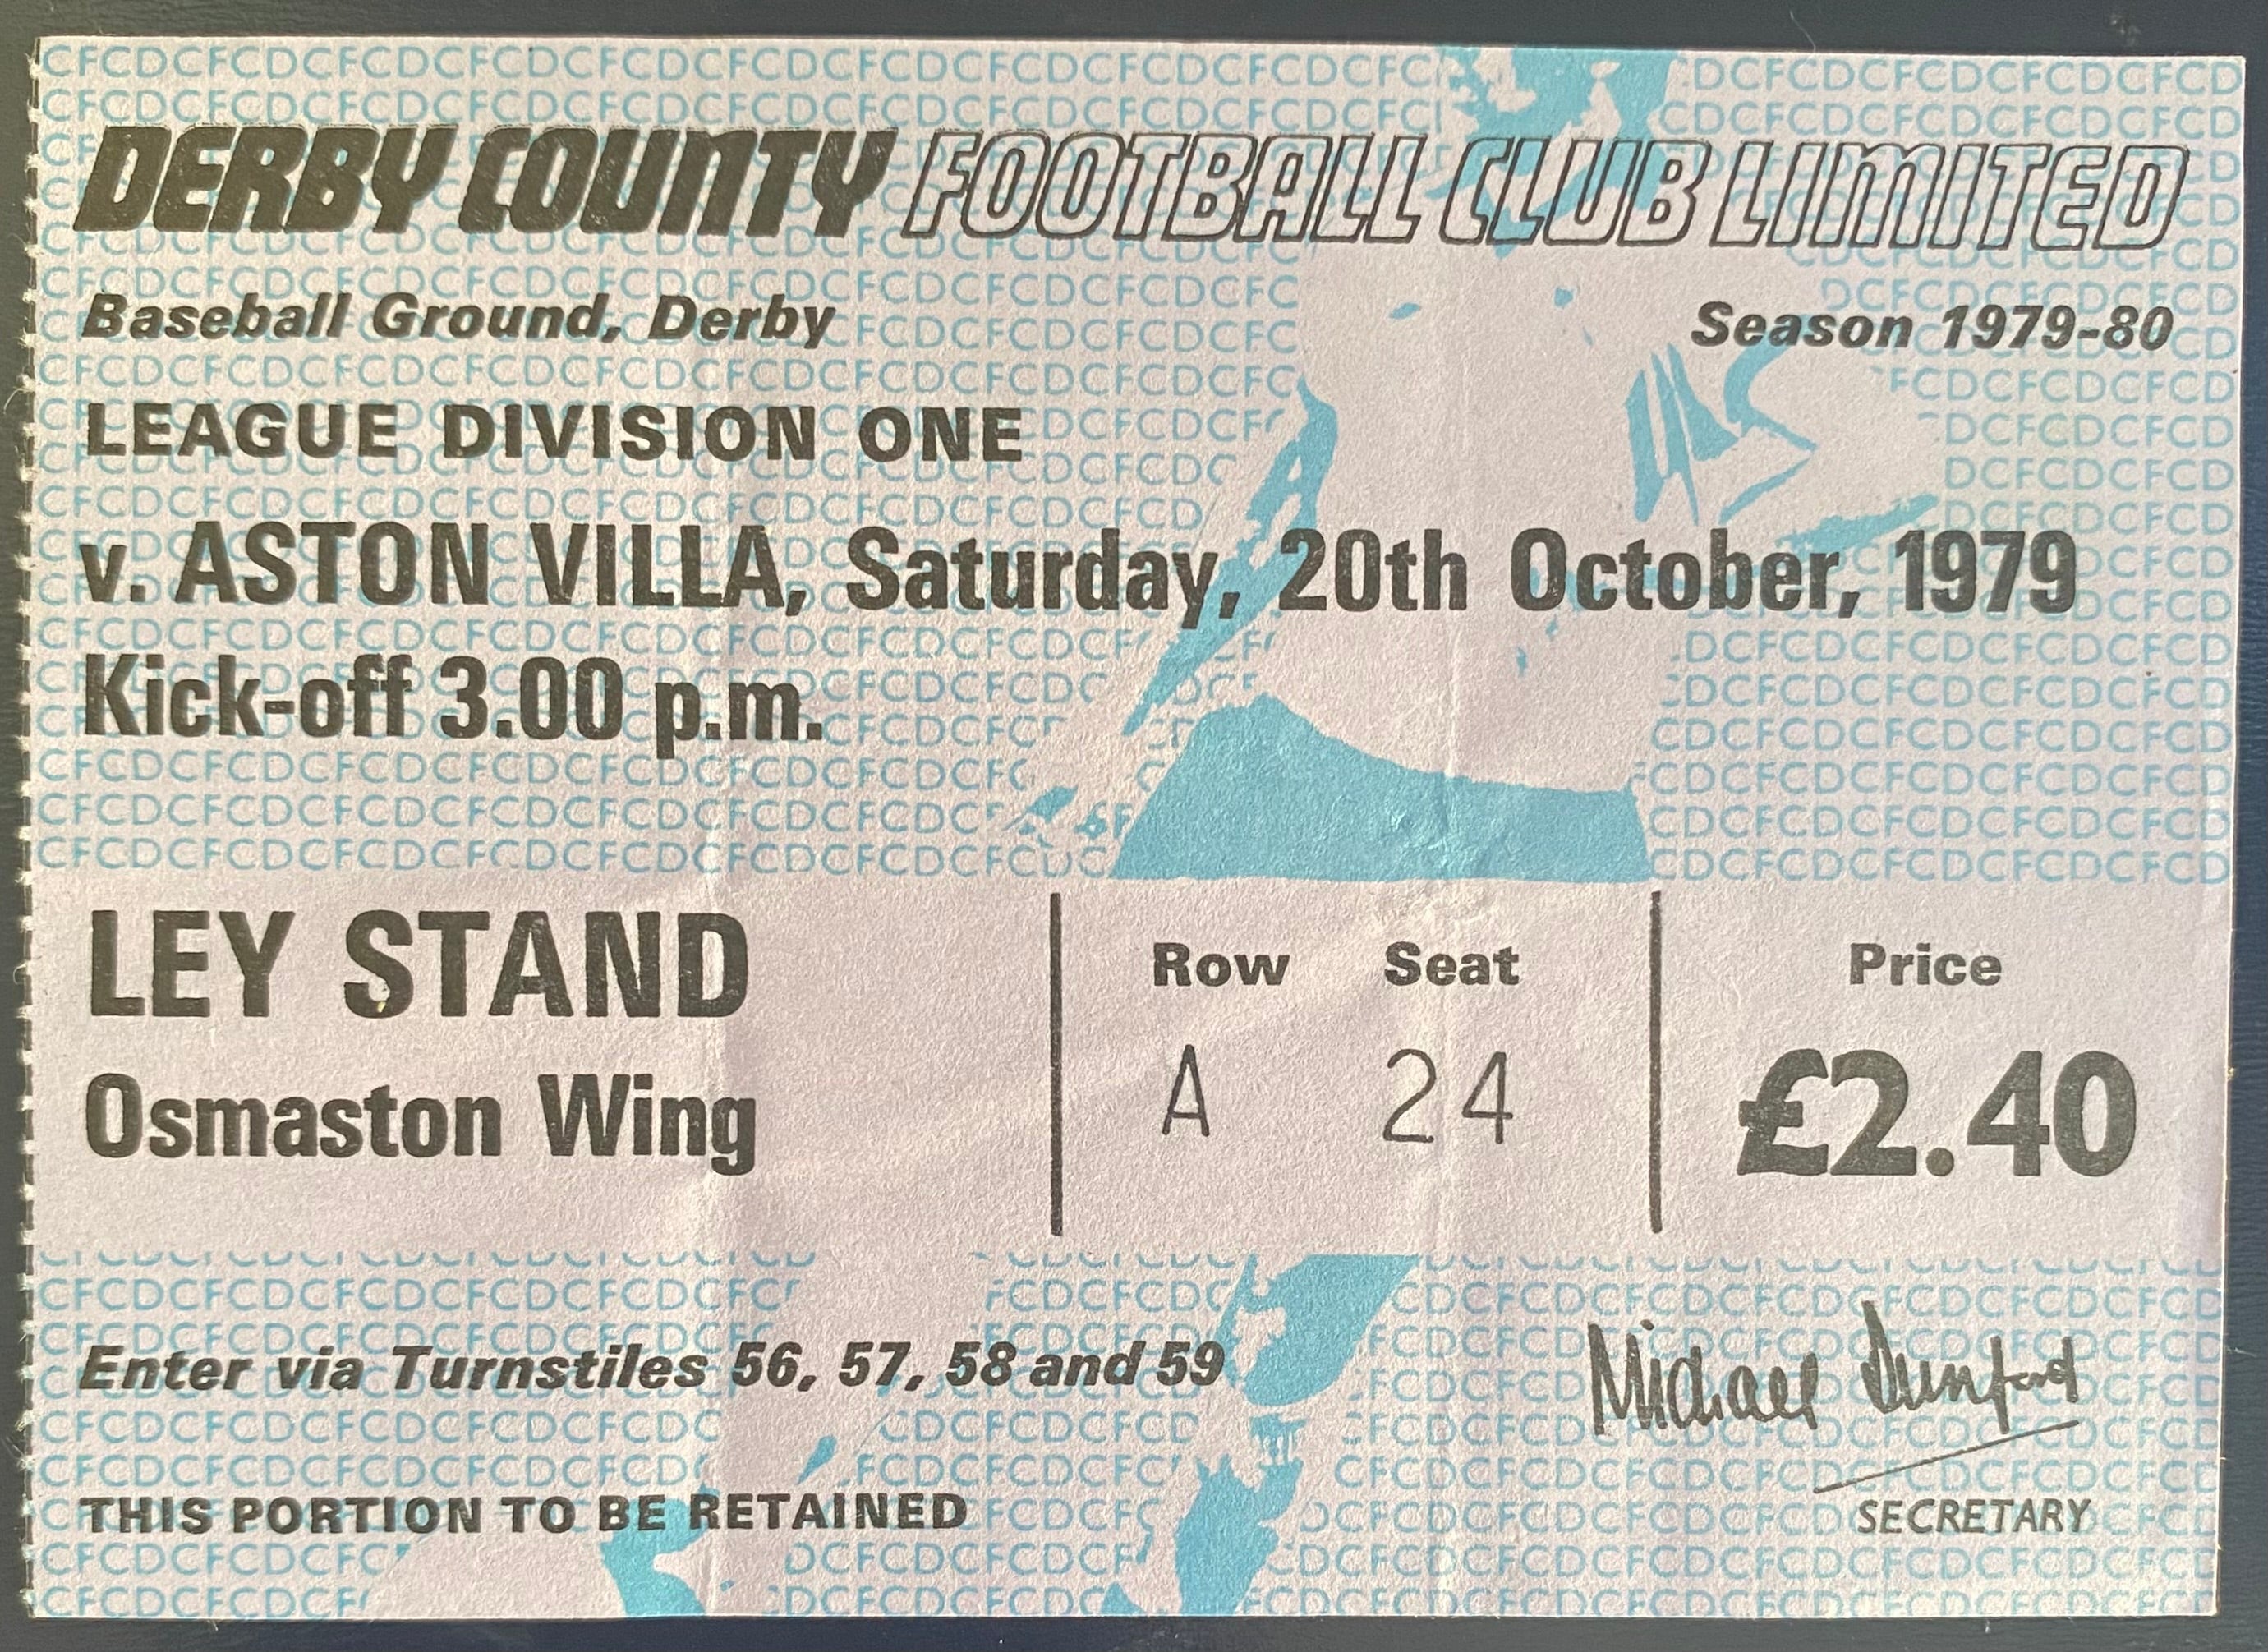 DERBY COUNTY FOOTBALL CLUB LIMITED
Baseball Ground, Derby
Season 1979-80
LEAGUE DIVISION ONE
v. ASTON VILLA, Saturday, 20th October, 1979
Kick-off 3.00 p.m.
LEY STAND
Osmaston Wing
Row Seat
A 24
Price
£2.40
Enter via Turnstiles 56, 57, 58 and 59
Michael Dunford
THIS PORTION TO BE RETAINED
SECRETARY